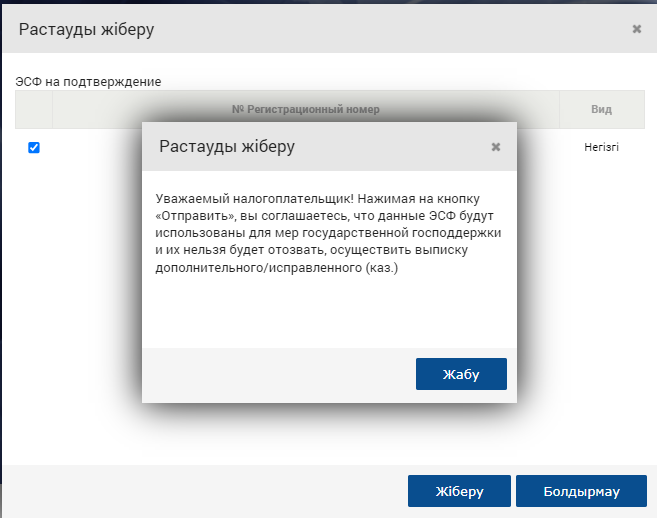 Растауды жіберу
ЭСФ на подтверждение
№ Регистрационный номер
Вид
Негізгі
Растауды жіберу
Уважаемый налогоплательщик! Нажимая на кнопку
«Отправить», вы соглашаетесь, что данные ЭСФ будут
использованы для мер государственной господдержки
и их нельзя будет отозвать, осуществить выписку
дополнительного/исправленного (каз.)
Жабу
Жіберу
Болдырмау